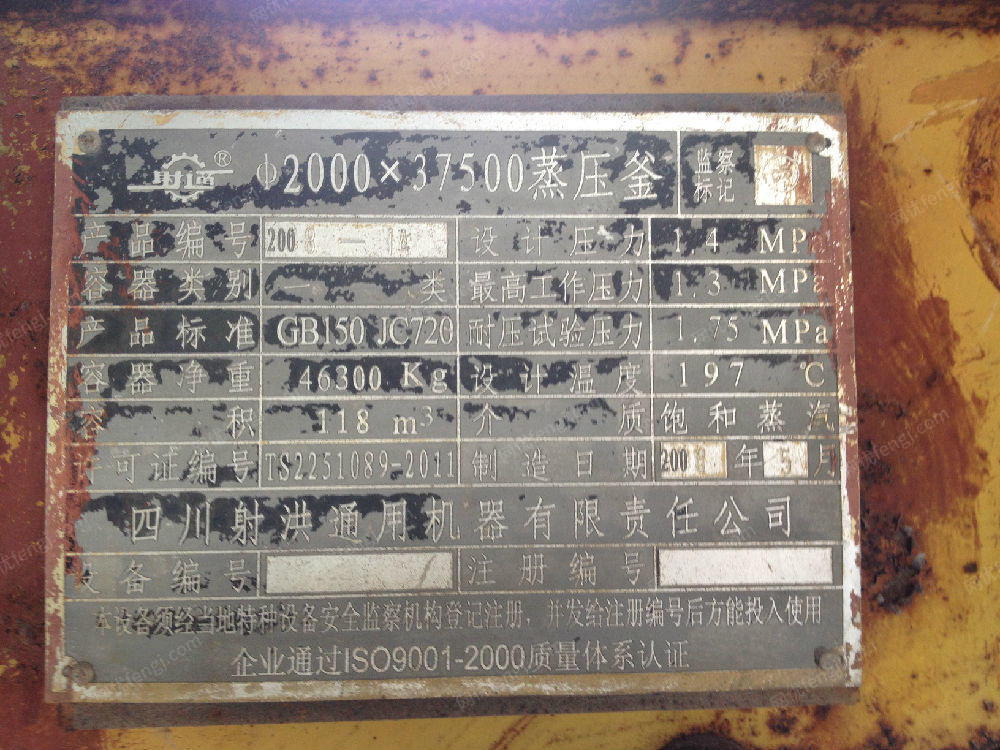 射通® φ2000×37500蒸压釜 监察标记
产品编号 200 设计压力 1.4 MPa
容器类别 一类 最高工作压力 1.3 MPa
产品标准 GB150 JC720 耐压试验压力 1.75 MPa
容器净重 46300 Kg 设计温度 197 ℃
容积 118 m³ 介质 饱和蒸汽
许可证编号 TS2251089-2011 制造日期 200 年 5 月
四川射洪通用机器有限责任公司
设备编号 注册编号
本设备须经当地特种设备安全监察机构登记注册，并发给注册编号后方能投入使用
企业通过ISO9001-2000质量体系认证